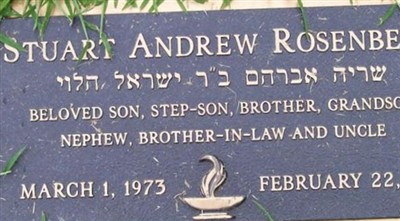 STUART ANDREW ROSENBE
שריה אברהם ב״ר ישראל הלוי
BELOVED SON, STEP-SON, BROTHER, GRANDSO
NEPHEW, BROTHER-IN-LAW AND UNCLE
MARCH 1, 1973 FEBRUARY 22,